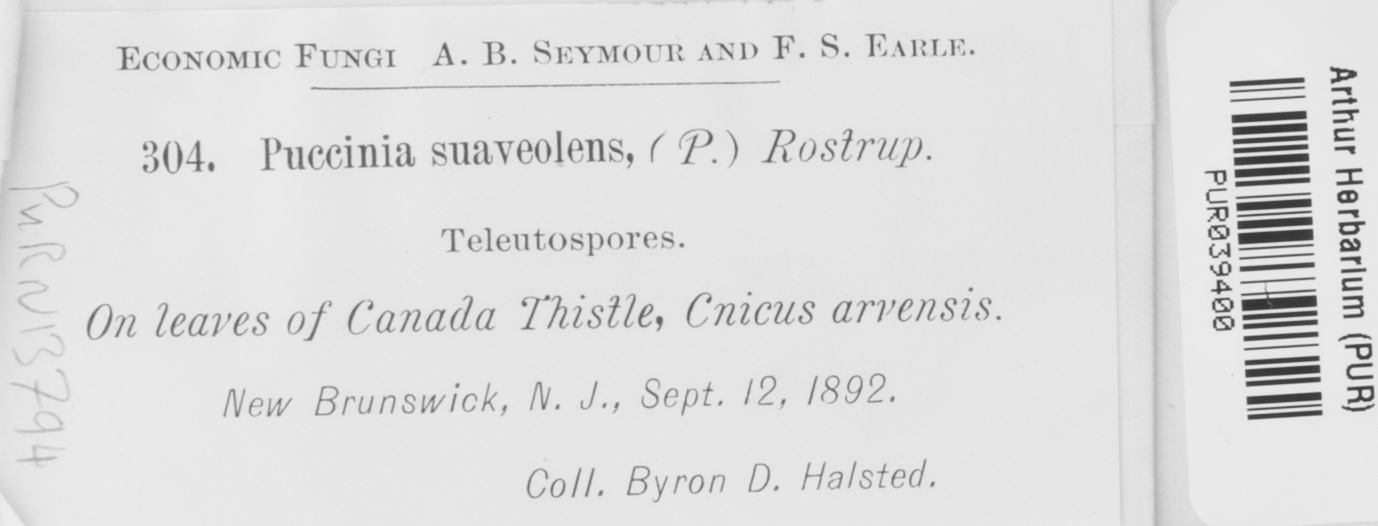 ECONOMIC FUNGI A. B. SEYMOUR AND F. S. EARLE.
304. Puccinia suaveolens, (P.) Rostrup.
Teleutospores.
On leaves of Canada Thistle, Cnicus arvensis.
New Brunswick, N. J., Sept. 12, 1892.
Coll. Byron D. Halsted.
PURN13794
PUR039400
Arthur Herbarium (PUR)